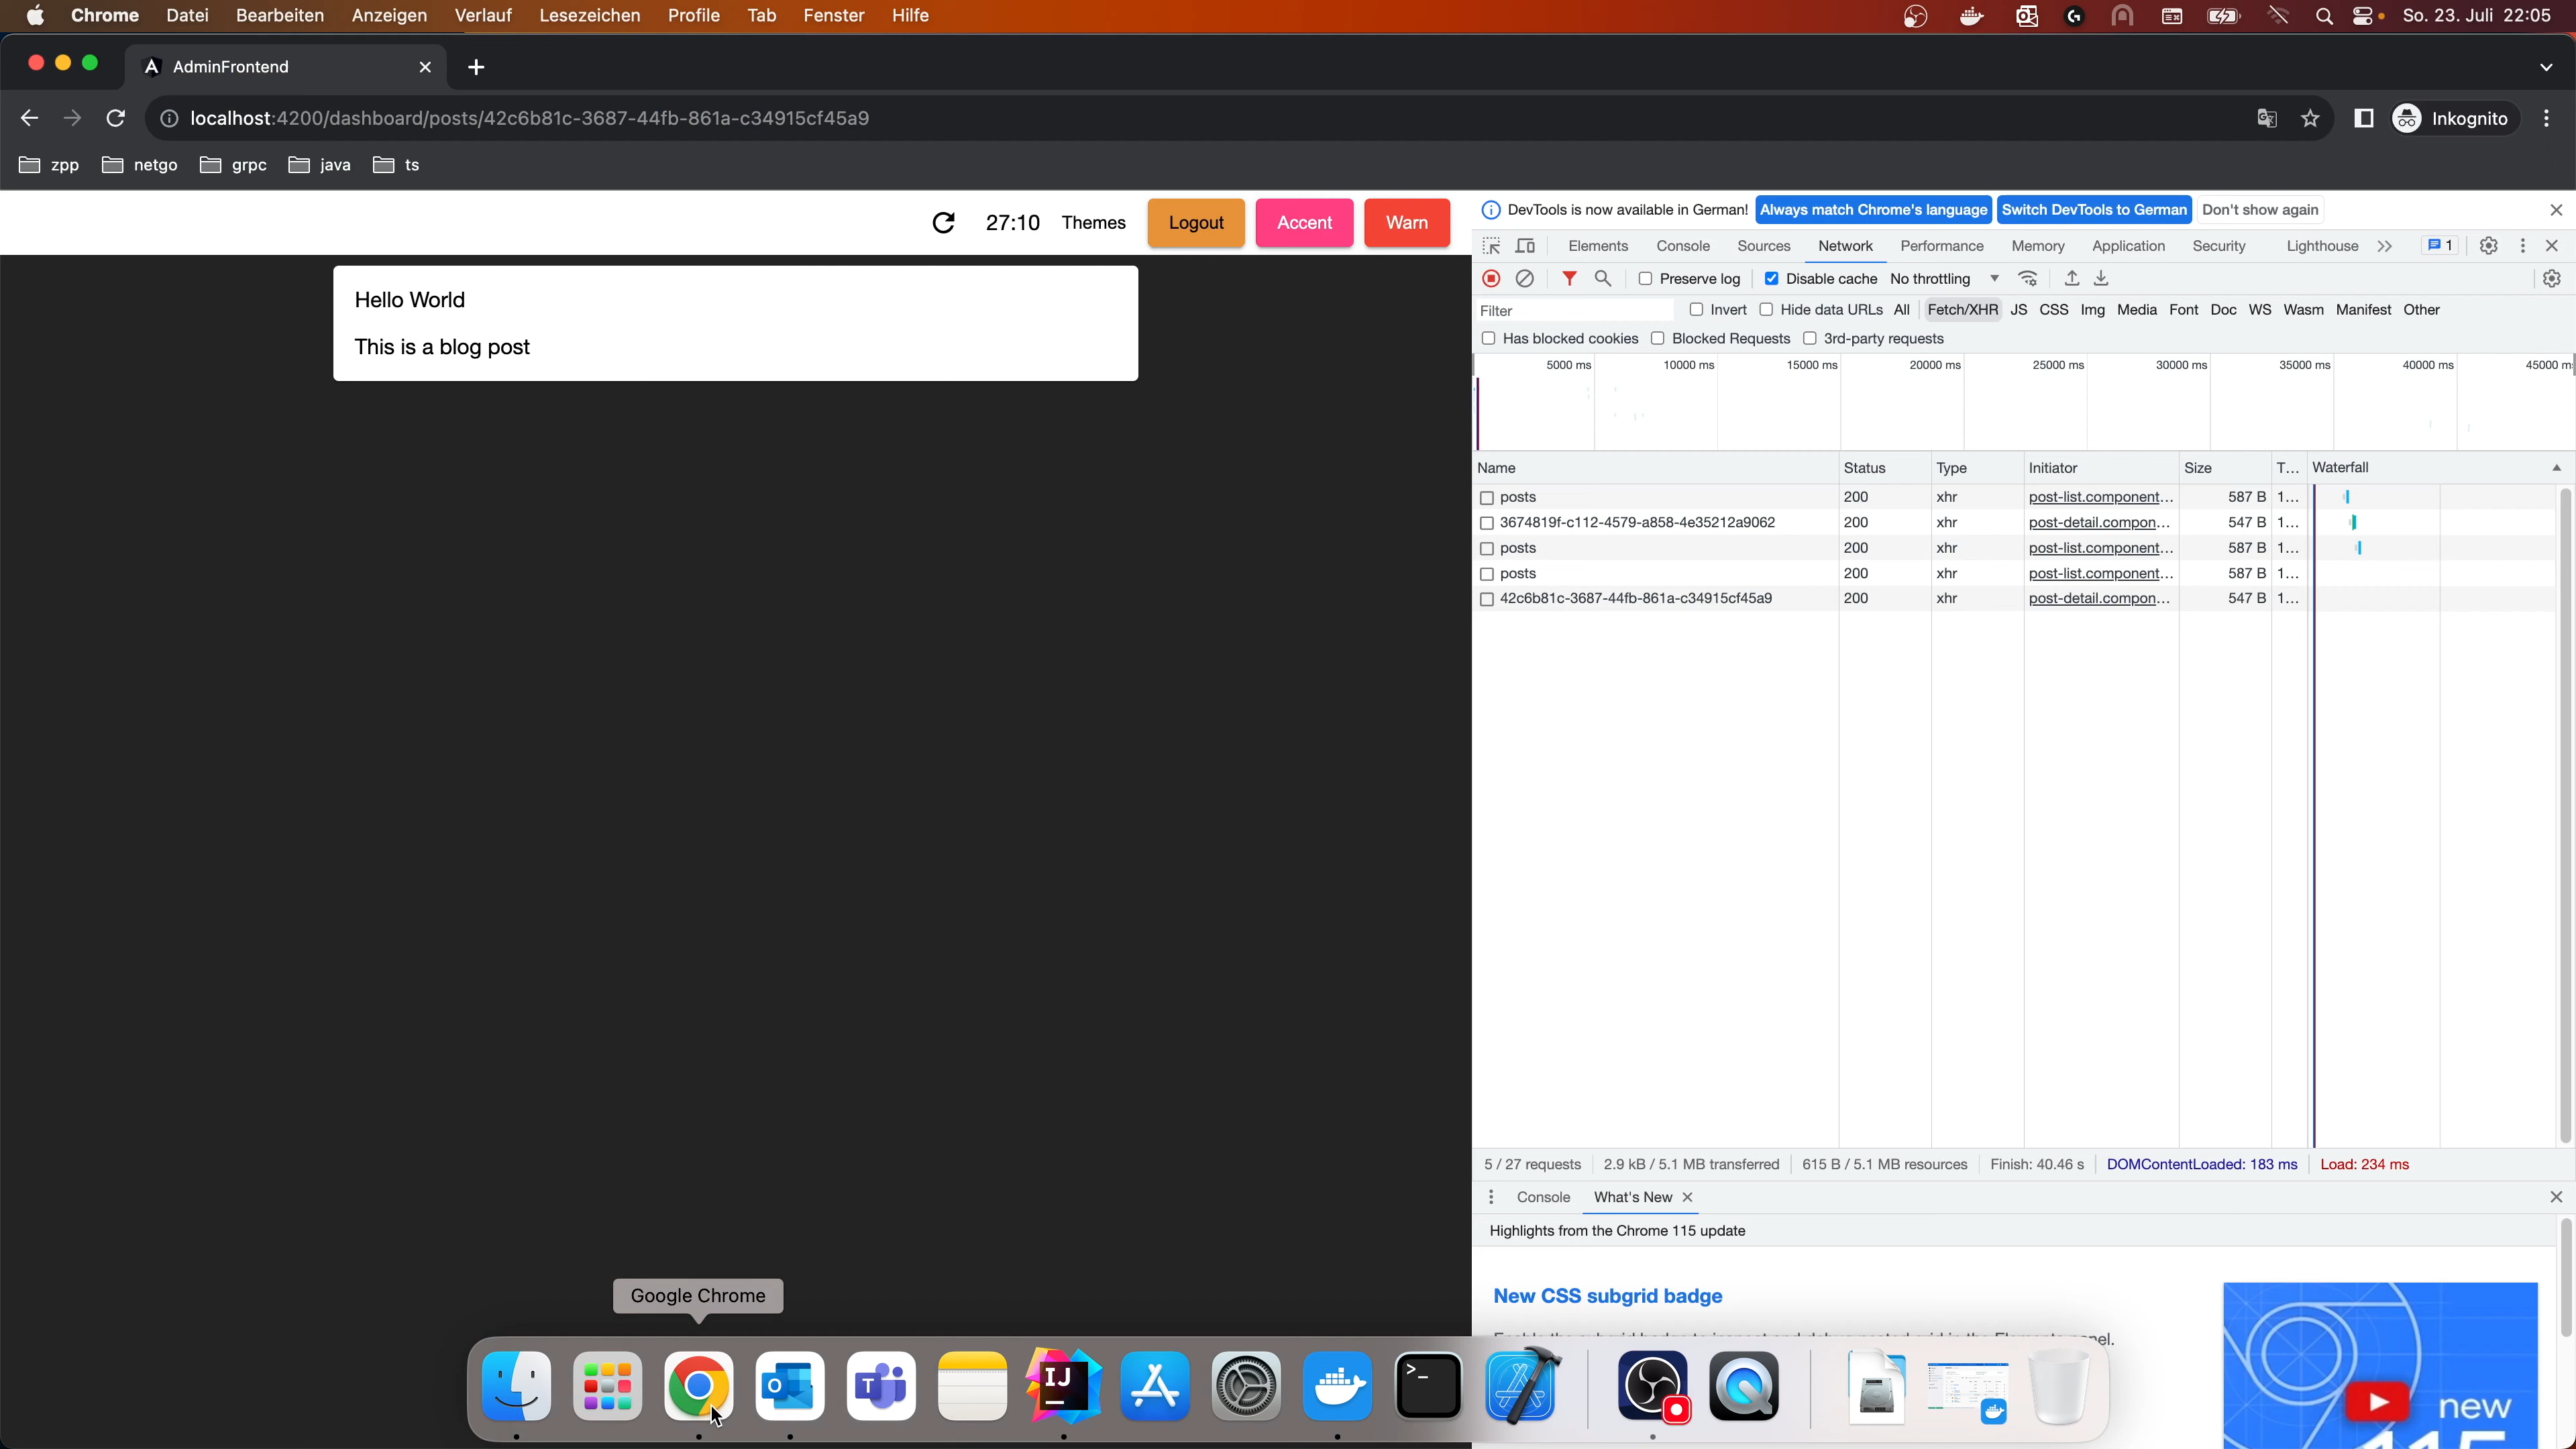 Chrome Datei Bearbeiten Anzeigen Verlauf Lesezeichen Profile Tab Fenster Hilfe So. 23. Juli 22:05
AdminFrontend
localhost:4200/dashboard/posts/42c6b81c-3687-44fb-861a-c34915cf45a9 Inkognito
zpp netgo grpc java ts
27:10 Themes Logout Accent Warn
Hello World
This is a blog post
DevTools is now available in German! Always match Chrome's language Switch DevTools to German Don't show again
Elements Console Sources Network Performance Memory Application Security Lighthouse 1
Preserve log Disable cache No throttling
Filter Invert Hide data URLs All Fetch/XHR JS CSS Img Media Font Doc WS Wasm Manifest Other
Has blocked cookies Blocked Requests 3rd-party requests
5000 ms 10000 ms 15000 ms 20000 ms 25000 ms 30000 ms 35000 ms 40000 ms 45000 m
Name Status Type Initiator Size T... Waterfall
posts 200 xhr post-list.component... 587 B 1...
3674819f-c112-4579-a858-4e35212a9062 200 xhr post-detail.compon... 547 B 1...
posts 200 xhr post-list.component... 587 B 1...
posts 200 xhr post-list.component... 587 B 1...
42c6b81c-3687-44fb-861a-c34915cf45a9 200 xhr post-detail.compon... 547 B 1...
5 / 27 requests 2.9 kB / 5.1 MB transferred 615 B / 5.1 MB resources Finish: 40.46 s DOMContentLoaded: 183 ms Load: 234 ms
Console What's New
Highlights from the Chrome 115 update
New CSS subgrid badge
new
Google Chrome
IJ